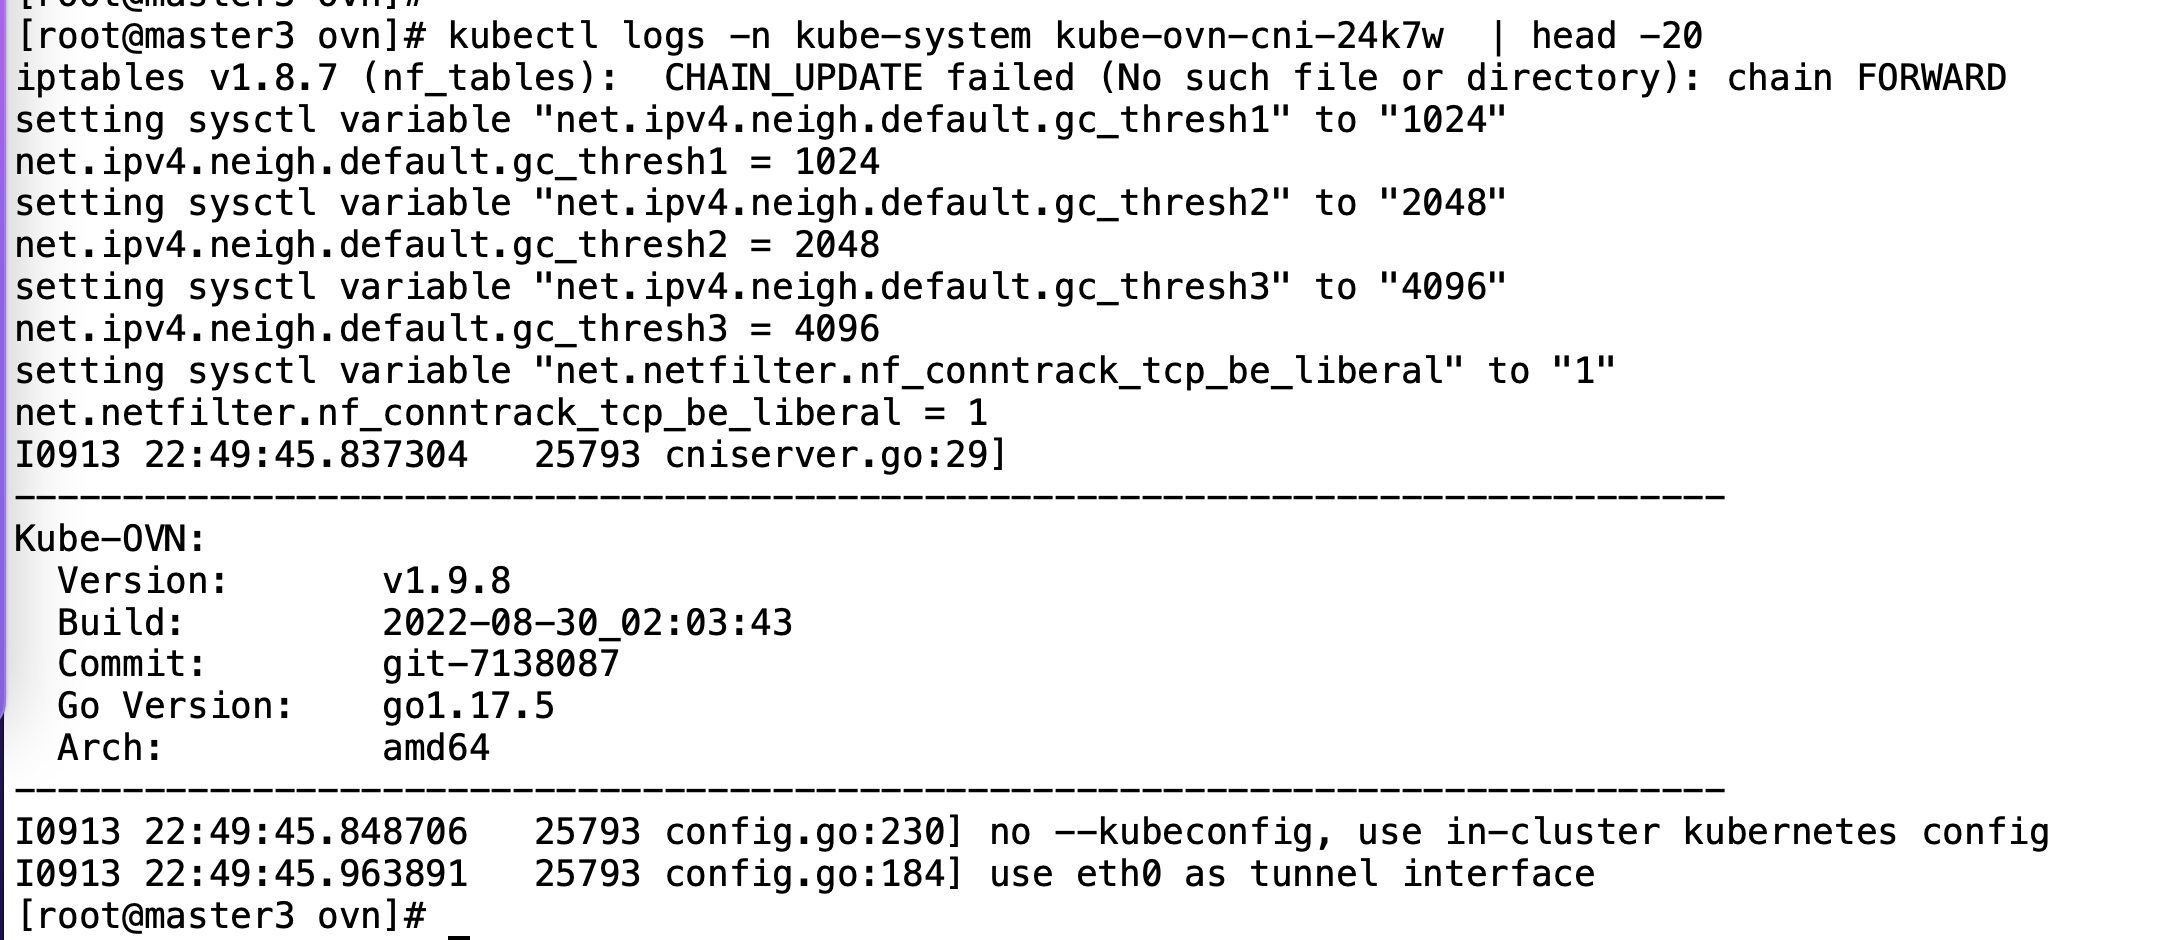 [root@master3 ovn]#
[root@master3 ovn]# kubectl logs -n kube-system kube-ovn-cni-24k7w  | head -20
iptables v1.8.7 (nf_tables):  CHAIN_UPDATE failed (No such file or directory): chain FORWARD
setting sysctl variable "net.ipv4.neigh.default.gc_thresh1" to "1024"
net.ipv4.neigh.default.gc_thresh1 = 1024
setting sysctl variable "net.ipv4.neigh.default.gc_thresh2" to "2048"
net.ipv4.neigh.default.gc_thresh2 = 2048
setting sysctl variable "net.ipv4.neigh.default.gc_thresh3" to "4096"
net.ipv4.neigh.default.gc_thresh3 = 4096
setting sysctl variable "net.netfilter.nf_conntrack_tcp_be_liberal" to "1"
net.netfilter.nf_conntrack_tcp_be_liberal = 1
I0913 22:49:45.837304   25793 cniserver.go:29]
-------------------------------------------------------------------------------
Kube-OVN:
  Version:       v1.9.8
  Build:         2022-08-30_02:03:43
  Commit:        git-7138087
  Go Version:    go1.17.5
  Arch:          amd64
-------------------------------------------------------------------------------
I0913 22:49:45.848706   25793 config.go:230] no --kubeconfig, use in-cluster kubernetes config
I0913 22:49:45.963891   25793 config.go:184] use eth0 as tunnel interface
[root@master3 ovn]# _